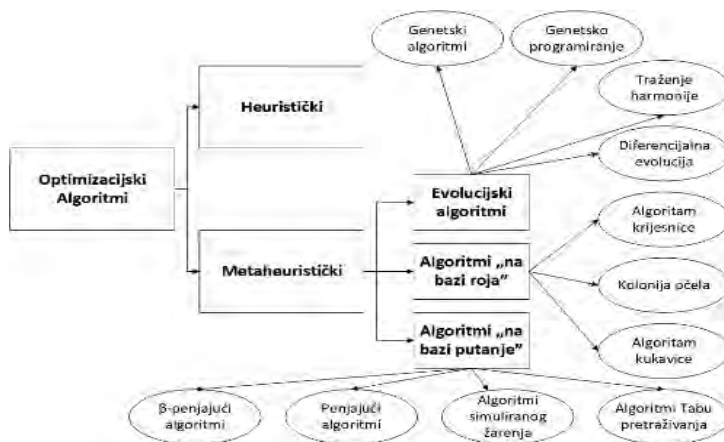 Genetski
algoritmi
Genetsko
programiranje
Traženje
harmonije
Heuristički
Diferencijalna
evolucija
Optimizacijski
Algoritmi
Evolucijski
algoritmi
Algoritam
krijesnice
Metaheuristički
Algoritmi „na
bazi roja”
Kolonija pčela
Algoritmi „na
bazi putanje”
Algoritam
kukavice
β-penjajući
algoritmi
Penjajući
algoritmi
Algoritmi
simuliranog
žarenja
Algoritmi Tabu
pretraživanja